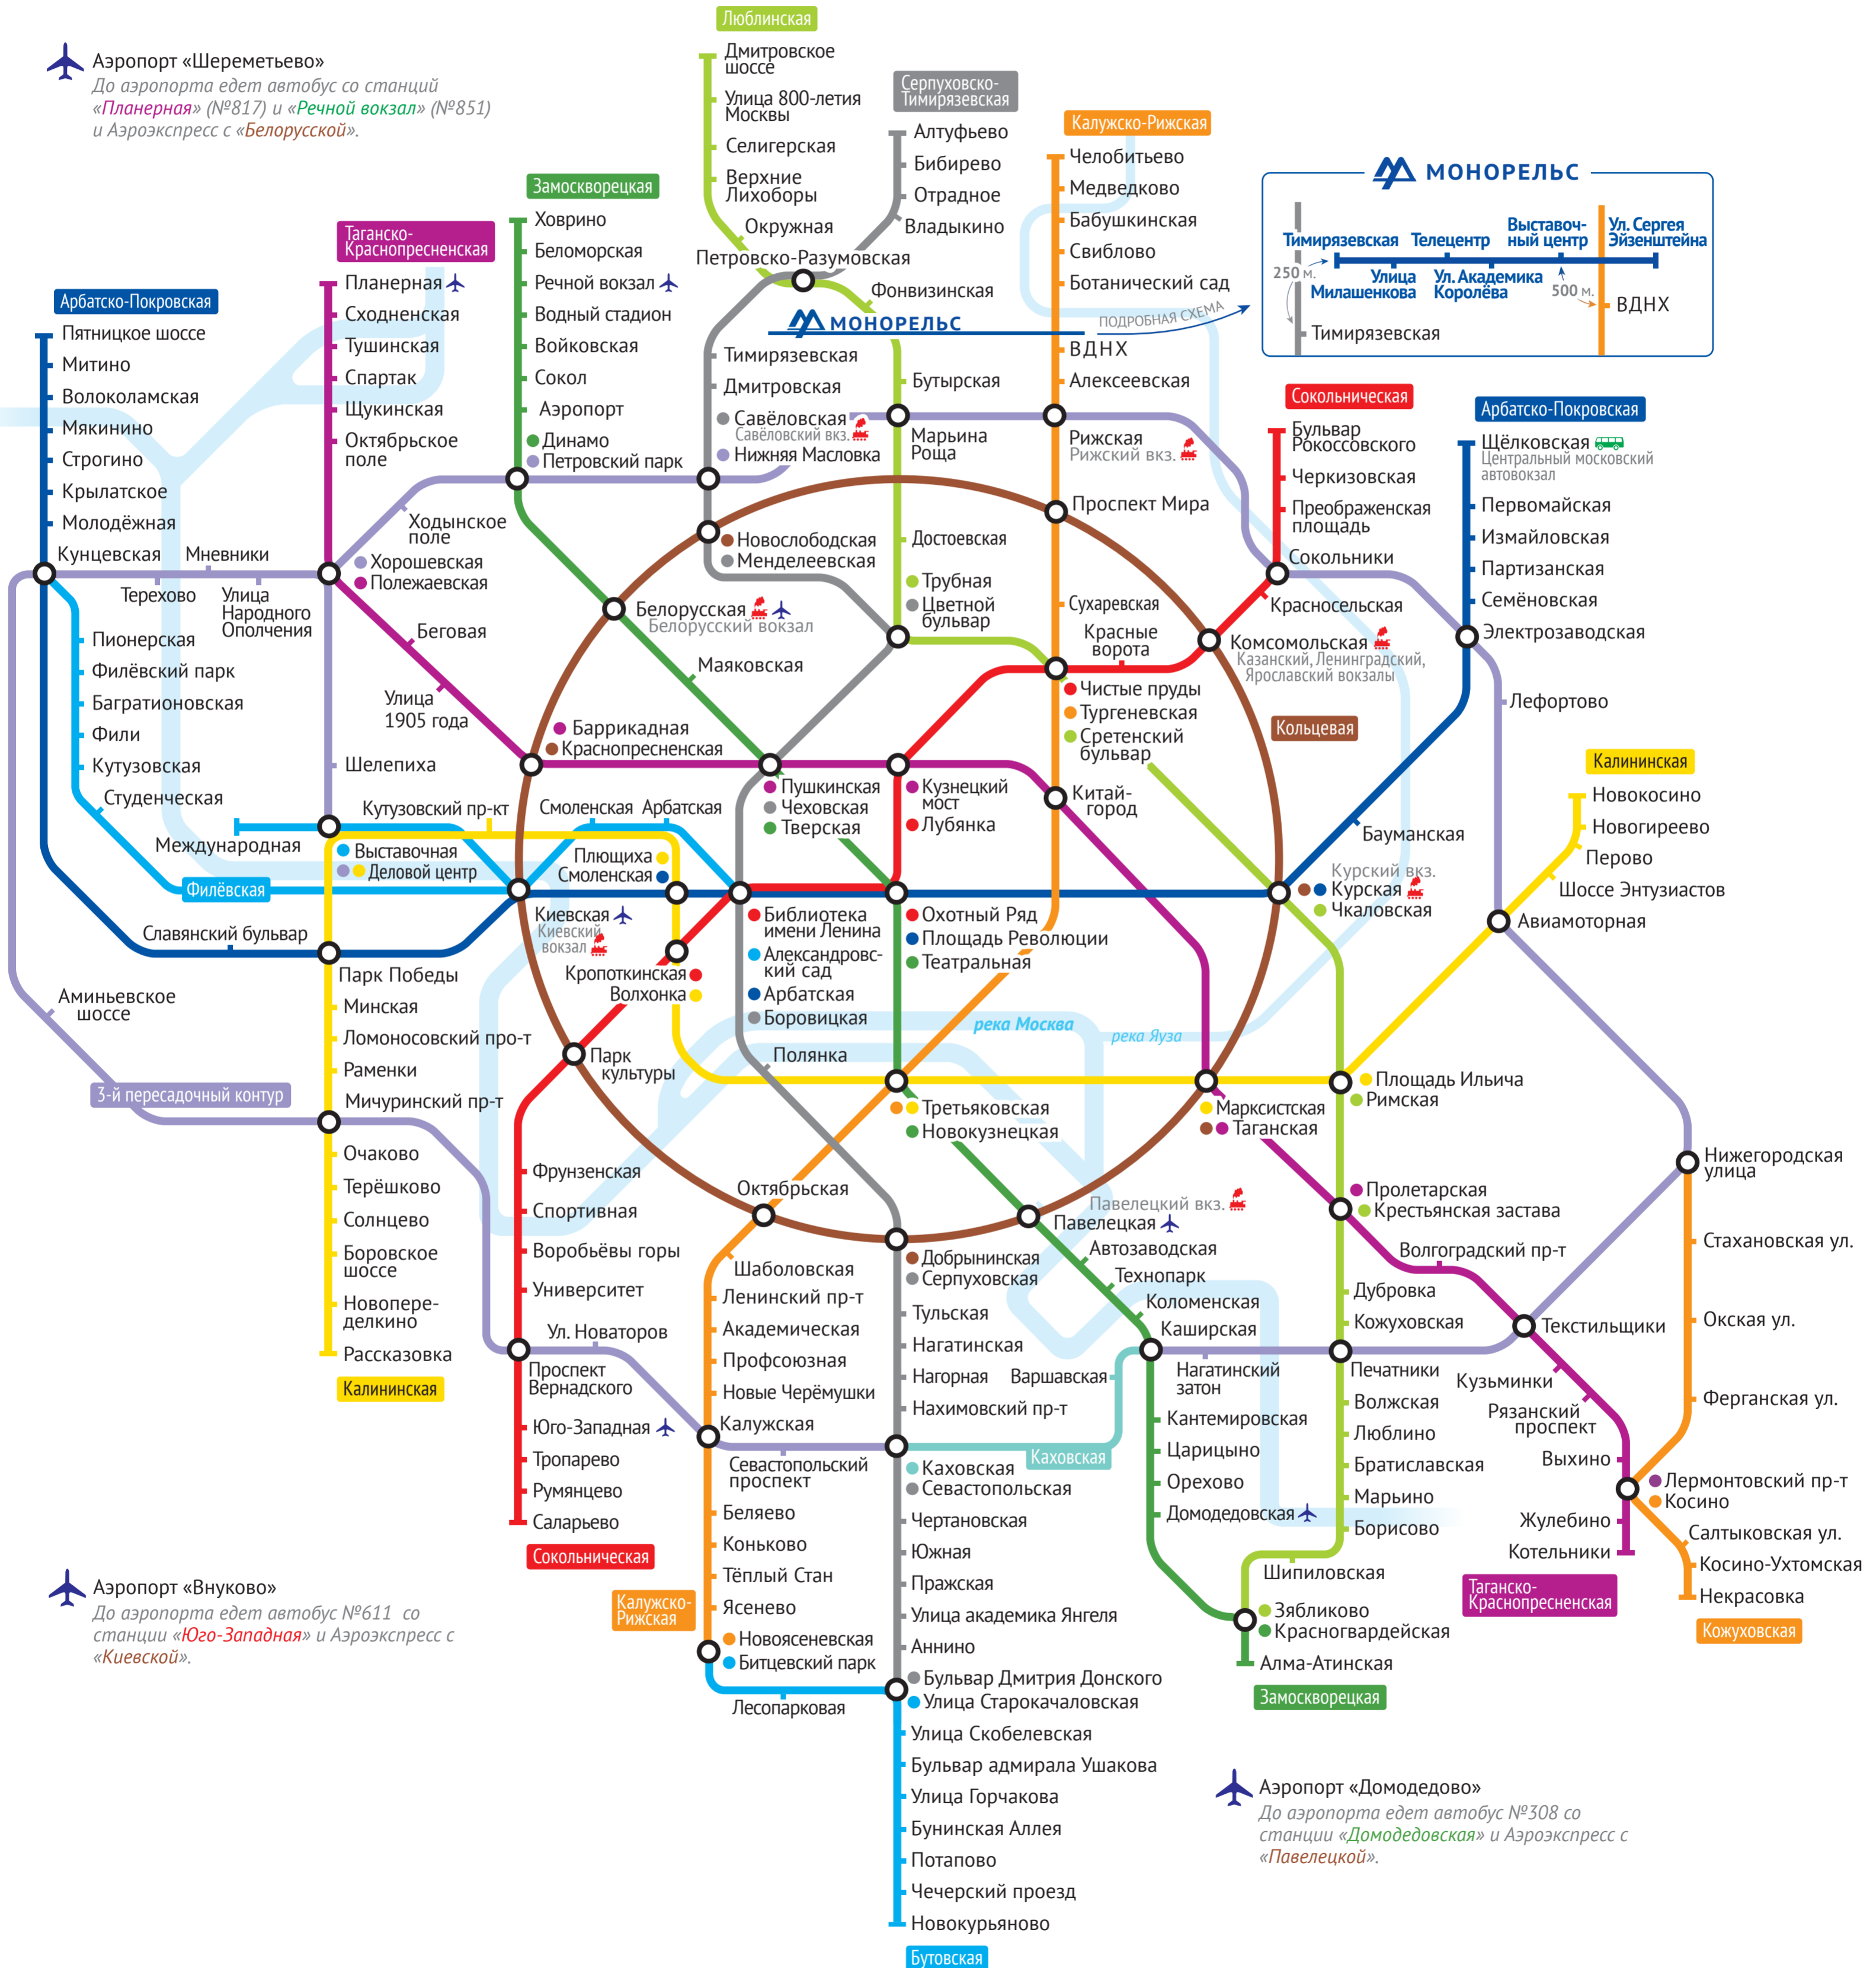 Люблинская
Дмитровское
шоссе
Улица 800-летия
Москвы
Селигерская
Верхние
Лихоборы
Окружная
Петровско-Разумовская
Фонвизинская
Аэропорт «Шереметьево»
До аэропорта едет автобус со станций
«Планерная» (№817) и «Речной вокзал» (№851)
и Аэроэкспресс с «Белорусской».
Серпуховско-
Тимирязевская
Алтуфьево
Бибирево
Отрадное
Владыкино
Калужско-Рижская
Челобитьево
Медведково
Бабушкинская
Свиблово
Ботанический сад
МОНОРЕЛЬС
ПОДРОБНАЯ СХЕМА
МОНОРЕЛЬС
Тимирязевская
Телецентр
Выставоч-
ный центр
Ул. Сергея
Эйзенштейна
250 м.
Улица
Милашенкова
Ул. Академика
Королёва
500 м.
ВДНХ
Тимирязевская
Замоскворецкая
Ховрино
Беломорская
Речной вокзал
Водный стадион
Войковская
Сокол
Аэропорт
Динамо
Петровский парк
Таганско-
Краснопресненская
Планерная
Сходненская
Тушинская
Спартак
Щукинская
Октябрьское
поле
Арбатско-Покровская
Пятницкое шоссе
Митино
Волоколамская
Мякинино
Строгино
Крылатское
Молодёжная
Кунцевская
Мневники
Терехово
Улица
Народного
Ополчения
Ходынское
поле
Хорошевская
Полежаевская
Тимирязевская
Дмитровская
Савёловская
Савёловский вкз.
Нижняя Масловка
Бутырская
Марьина
Роща
ВДНХ
Алексеевская
Рижская
Рижский вкз.
Сокольническая
Бульвар
Рокоссовского
Черкизовская
Преображенская
площадь
Сокольники
Красносельская
Арбатско-Покровская
Щёлковская
Центральный московский
автовокзал
Первомайская
Измайловская
Партизанская
Семёновская
Электрозаводская
Лефортово
Проспект Мира
Новослободская
Менделеевская
Достоевская
Трубная
Цветной
бульвар
Сухаревская
Красные
ворота
Комсомольская
Казанский, Ленинградский,
Ярославский вокзалы
Белорусская
Белорусский вокзал
Маяковская
Беговая
Улица
1905 года
Баррикадная
Краснопресненская
Пионерская
Филёвский парк
Багратионовская
Фили
Кутузовская
Студенческая
Шелепиха
Чистые пруды
Тургеневская
Сретенский
бульвар
Кольцевая
Калининская
Новокосино
Новогиреево
Перово
Шоссе Энтузиастов
Авиамоторная
Пушкинская
Чеховская
Тверская
Кузнецкий
мост
Лубянка
Китай-
город
Бауманская
Кутузовский пр-кт
Смоленская
Арбатская
Международная
Выставочная
Деловой центр
Филёвская
Плющиха
Смоленская
Курский вкз.
Курская
Чкаловская
Славянский бульвар
Киевская
Киевский
вокзал
Библиотека
имени Ленина
Александровс-
кий сад
Арбатская
Боровицкая
Охотный Ряд
Площадь Революции
Театральная
Кропоткинская
Волхонка
Парк Победы
Минская
Ломоносовский про-т
Раменки
Мичуринский пр-т
Аминьевское
шоссе
3-й пересадочный контур
Парк
культуры
Полянка
река Москва
река Яуза
Третьяковская
Новокузнецкая
Марксистская
Таганская
Площадь Ильича
Римская
Очаково
Терёшково
Солнцево
Боровское
шоссе
Новопере-
делкино
Рассказовка
Калининская
Фрунзенская
Спортивная
Воробьёвы горы
Университет
Ул. Новаторов
Проспект
Вернадского
Юго-Западная
Тропарево
Румянцево
Саларьево
Сокольническая
Октябрьская
Шаболовская
Ленинский пр-т
Академическая
Профсоюзная
Новые Черёмушки
Калужская
Севастопольский
проспект
Беляево
Коньково
Тёплый Стан
Ясенево
Калужско-
Рижская
Новоясеневская
Битцевский парк
Лесопарковая
Добрынинская
Серпуховская
Тульская
Нагатинская
Нагорная
Нахимовский пр-т
Варшавская
Каховская
Каховская
Севастопольская
Чертановская
Южная
Пражская
Улица академика Янгеля
Аннино
Бульвар Дмитрия Донского
Улица Старокачаловская
Улица Скобелевская
Бульвар адмирала Ушакова
Улица Горчакова
Бунинская Аллея
Потапово
Чечерский проезд
Новокурьяново
Бутовская
Павелецкий вкз.
Павелецкая
Автозаводская
Технопарк
Коломенская
Каширская
Нагатинский
затон
Кантемировская
Царицыно
Орехово
Домодедовская
Пролетарская
Крестьянская застава
Волгоградский пр-т
Дубровка
Кожуховская
Печатники
Волжская
Люблино
Братиславская
Марьино
Борисово
Шипиловская
Зябликово
Красногвардейская
Алма-Атинская
Замоскворецкая
Текстильщики
Кузьминки
Рязанский
проспект
Выхино
Лермонтовский пр-т
Косино
Жулебино
Котельники
Таганско-
Краснопресненская
Нижегородская
улица
Стахановская ул.
Окская ул.
Ферганская ул.
Салтыковская ул.
Косино-Ухтомская
Некрасовка
Кожуховская
Аэропорт «Внуково»
До аэропорта едет автобус №611 со
станции «Юго-Западная» и Аэроэкспресс с
«Киевской».
Аэропорт «Домодедово»
До аэропорта едет автобус №308 со
станции «Домодедовская» и Аэроэкспресс с
«Павелецкой».